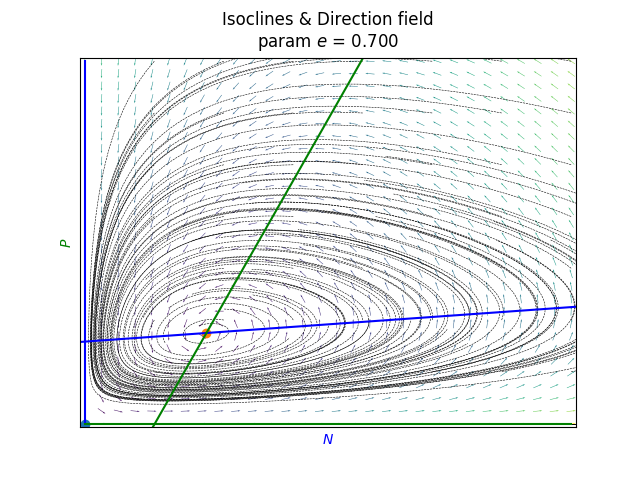 Isoclines & Direction field
param e = 0.700
P
N